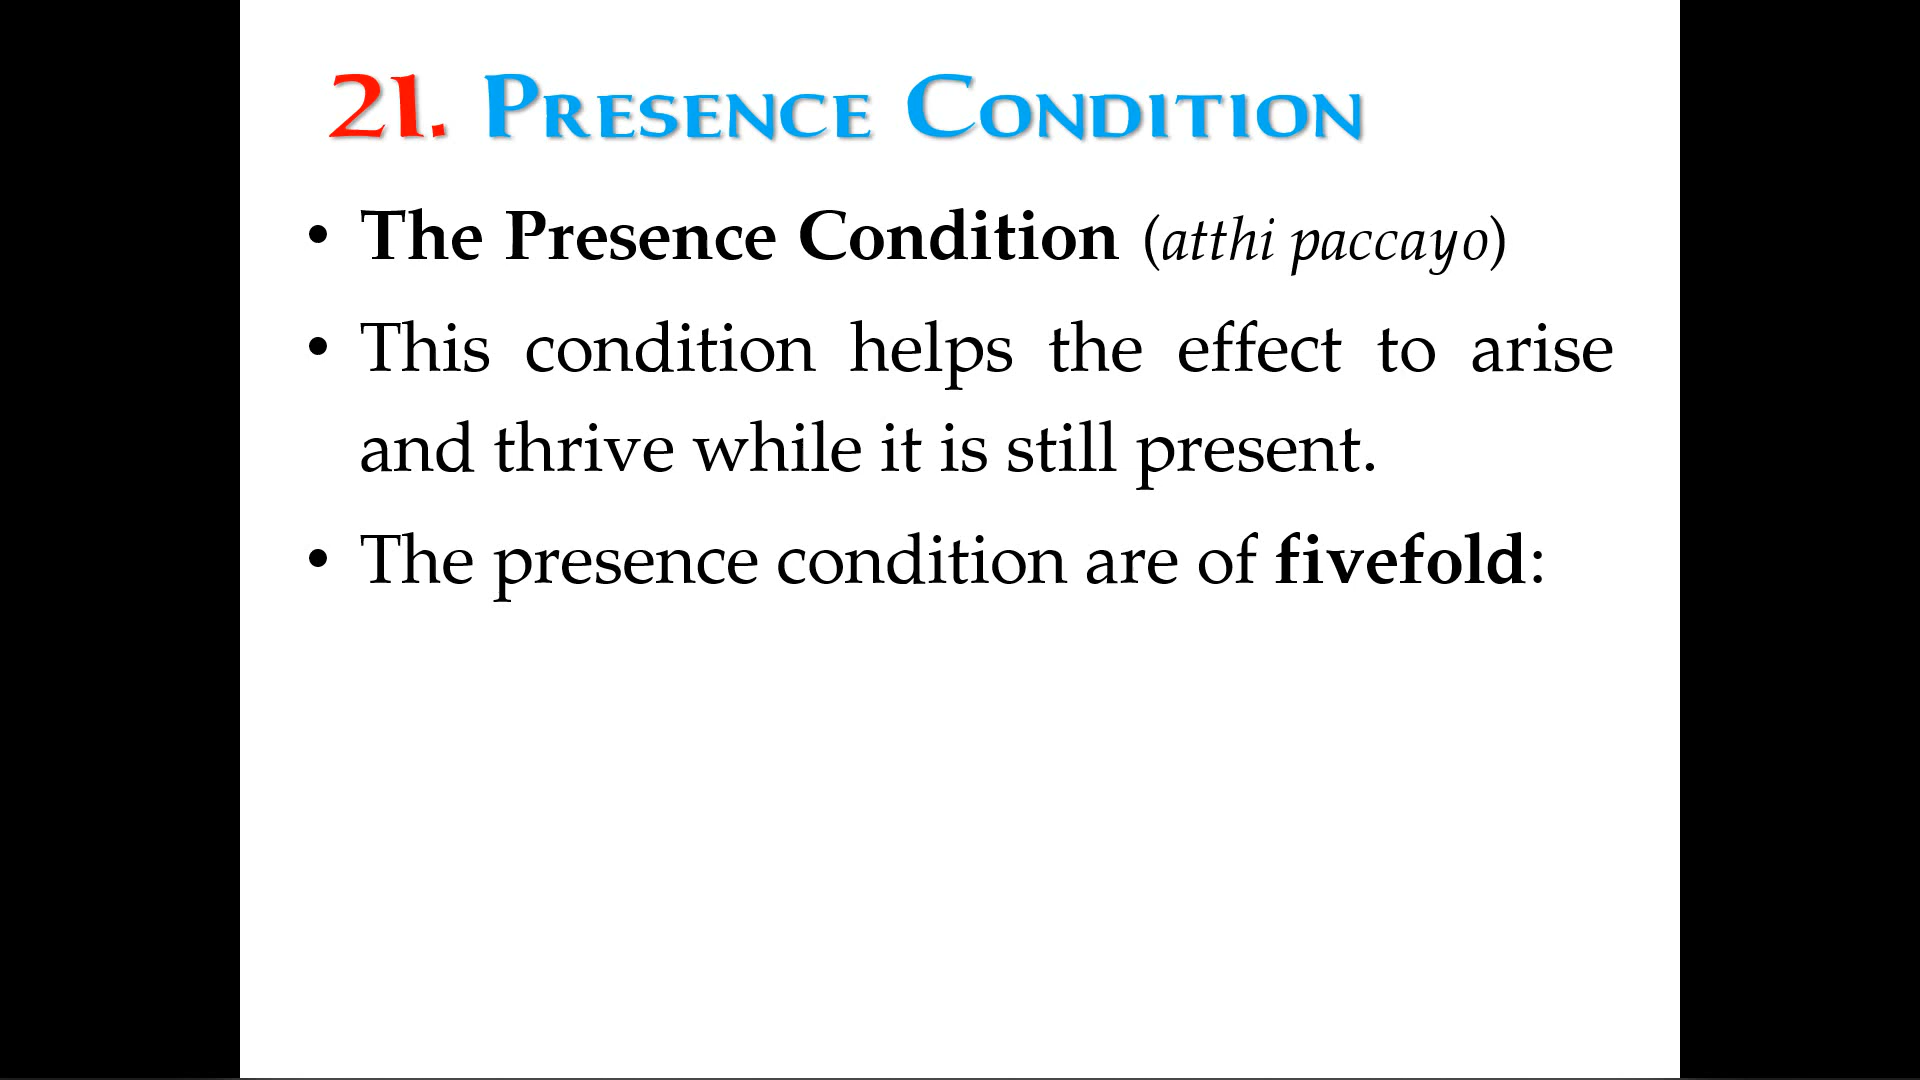 21. Presence Condition
• The Presence Condition (atthi paccayo)
• This condition helps the effect to arise
and thrive while it is still present.
• The presence condition are of fivefold: